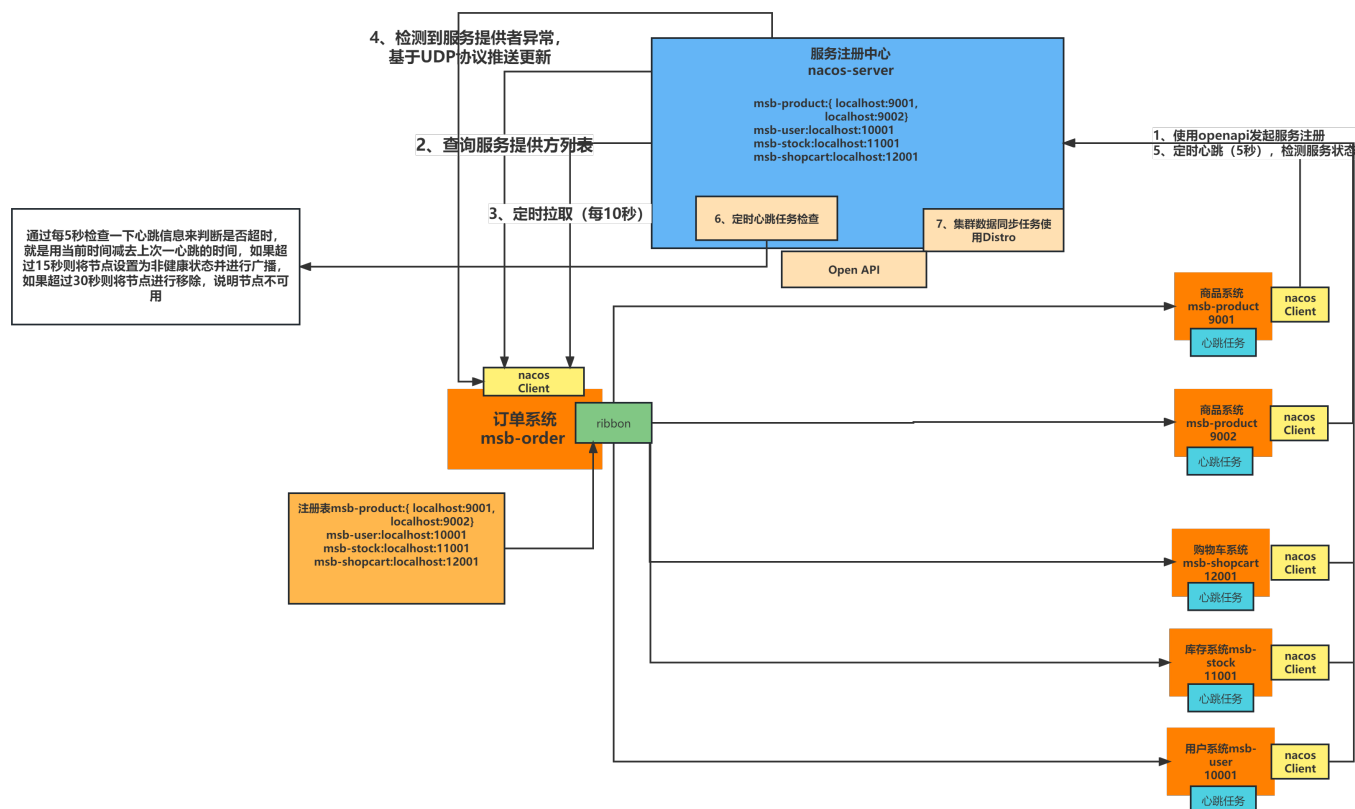 4、检测到服务提供者异常，
基于UDP协议推送更新
服务注册中心
nacos-server
msb-product:{ localhost:9001,
localhost:9002}
msb-user:localhost:10001
msb-stock:localhost:11001
msb-shopcart:localhost:12001
1、使用openapi发起服务注册
5、定时心跳（5秒），检测服务状态
2、查询服务提供方列表
3、定时拉取（每10秒）
6、定时心跳任务检查
7、集群数据同步任务使
用Distro
Open API
通过每5秒检查一下心跳信息来判断是否超时，
就是用当前时间减去上次一心跳的时间，如果超
过15秒则将节点设置为非健康状态并进行广播，
如果超过30秒则将节点进行移除，说明节点不可
用
商品系统
msb-product
9001
nacos
Client
心跳任务
nacos
Client
订单系统
msb-order
ribbon
商品系统
msb-product
9002
nacos
Client
心跳任务
注册表msb-product:{ localhost:9001,
localhost:9002}
msb-user:localhost:10001
msb-stock:localhost:11001
msb-shopcart:localhost:12001
购物车系统
msb-shopcart
12001
nacos
Client
心跳任务
库存系统msb-
stock
11001
nacos
Client
心跳任务
用户系统msb-
user
10001
nacos
Client
心跳任务